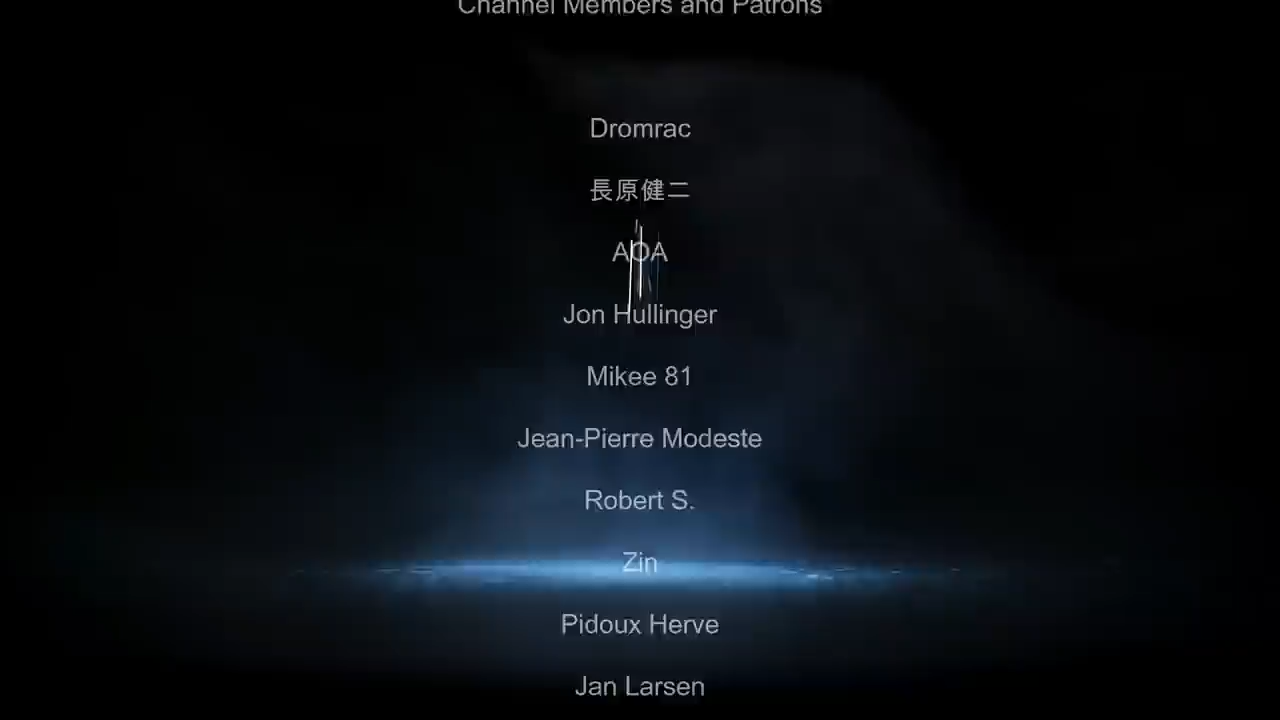 Channel Members and Patrons
Dromrac
長原健二
AOA
Jon Hullinger
Mikee 81
Jean-Pierre Modeste
Robert S.
Zin
Pidoux Herve
Jan Larsen